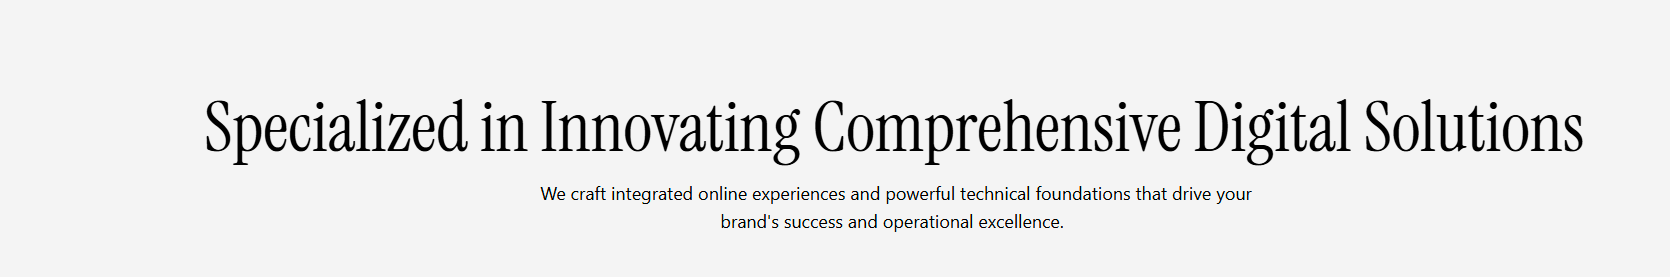 Specialized in Innovating Comprehensive Digital Solutions
We craft integrated online experiences and powerful technical foundations that drive your
brand's success and operational excellence.